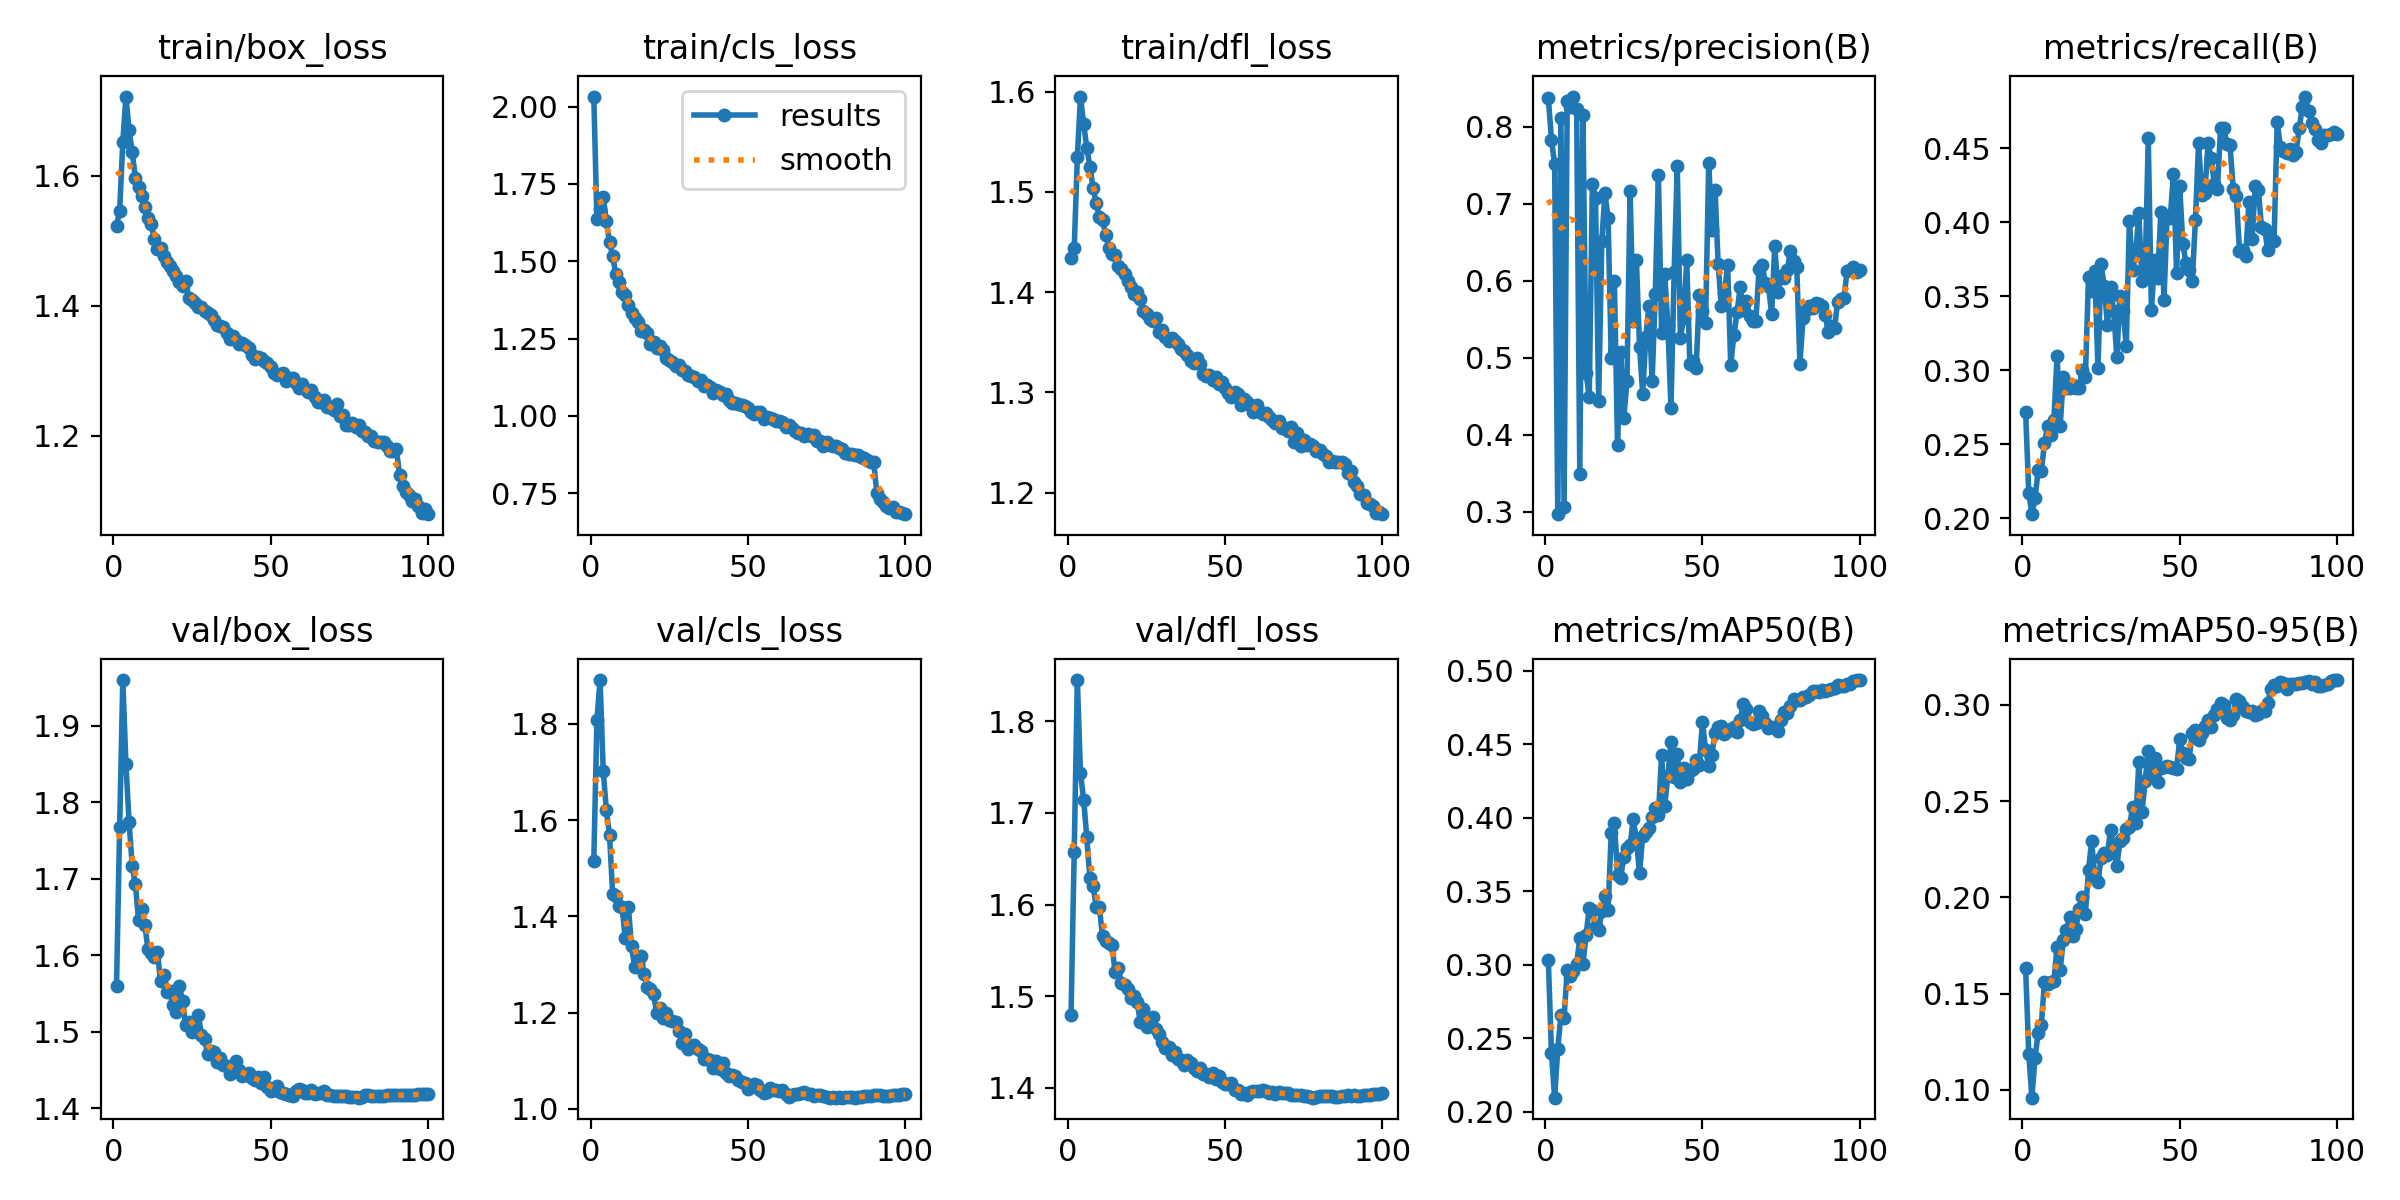 train/box_loss
1.6
1.4
1.2
0 50 100
train/cls_loss
results
smooth
2.00
1.75
1.50
1.25
1.00
0.75
0 50 100
train/dfl_loss
1.6
1.5
1.4
1.3
1.2
0 50 100
metrics/precision(B)
0.8
0.7
0.6
0.5
0.4
0.3
0 50 100
metrics/recall(B)
0.45
0.40
0.35
0.30
0.25
0.20
0 50 100
val/box_loss
1.9
1.8
1.7
1.6
1.5
1.4
0 50 100
val/cls_loss
1.8
1.6
1.4
1.2
1.0
0 50 100
val/dfl_loss
1.8
1.7
1.6
1.5
1.4
0 50 100
metrics/mAP50(B)
0.50
0.45
0.40
0.35
0.30
0.25
0.20
0 50 100
metrics/mAP50-95(B)
0.30
0.25
0.20
0.15
0.10
0 50 100